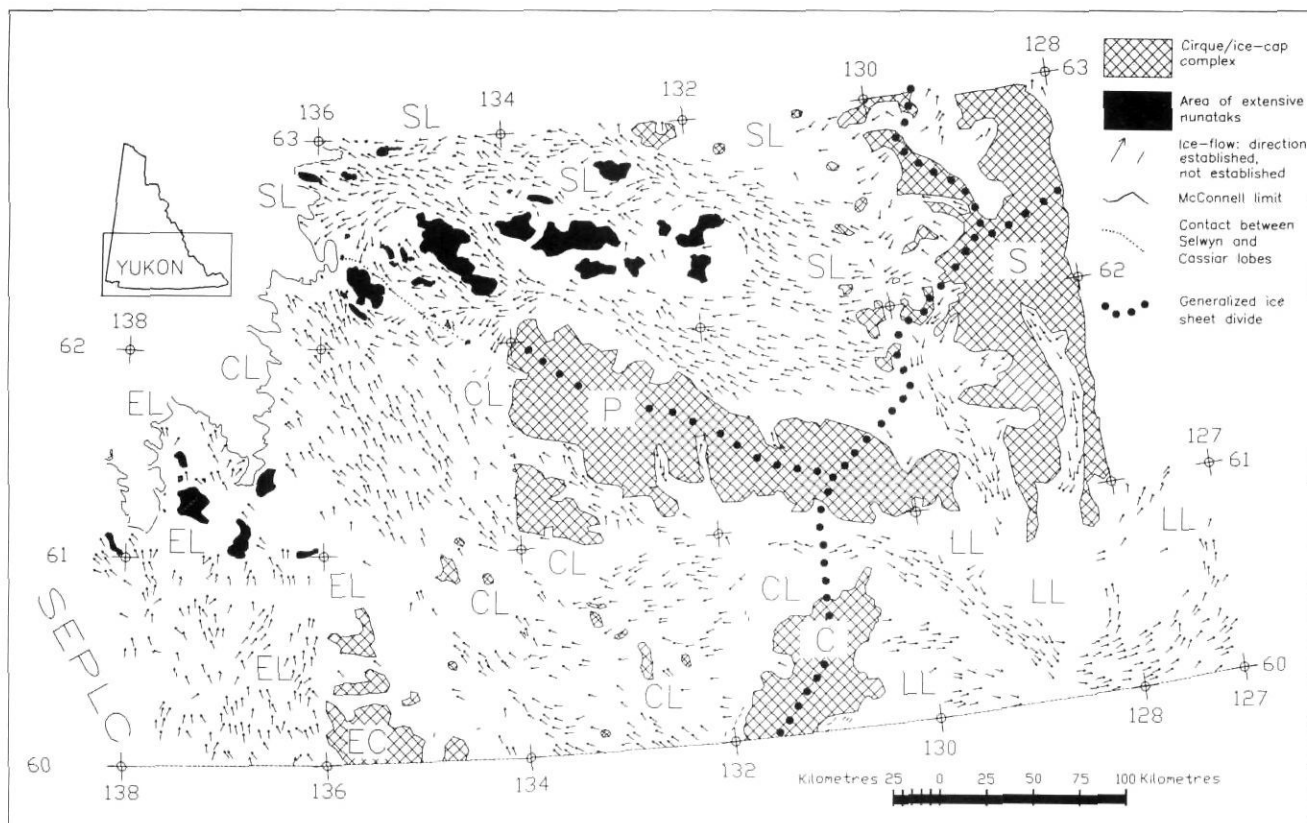 128
63
130
132
134
136
63
SL
SL
SL
SL
SL
S
62
YUKON
138
62
CL
EL
CL
P
127
61
LL
LL
LL
LL
61
EL
EL
EL
CL
CL
CL
CL
C
EC
SEPLC
60
138
136
134
132
130
128
127
60
Cirque/ice-cap
complex
Area of extensive
nunataks
Ice-flow: direction
established,
not established
McConnell limit
Contact between
Selwyn and
Cassiar lobes
Generalized ice
sheet divide
Kilometres 25 0 25 50 75 100 Kilometres